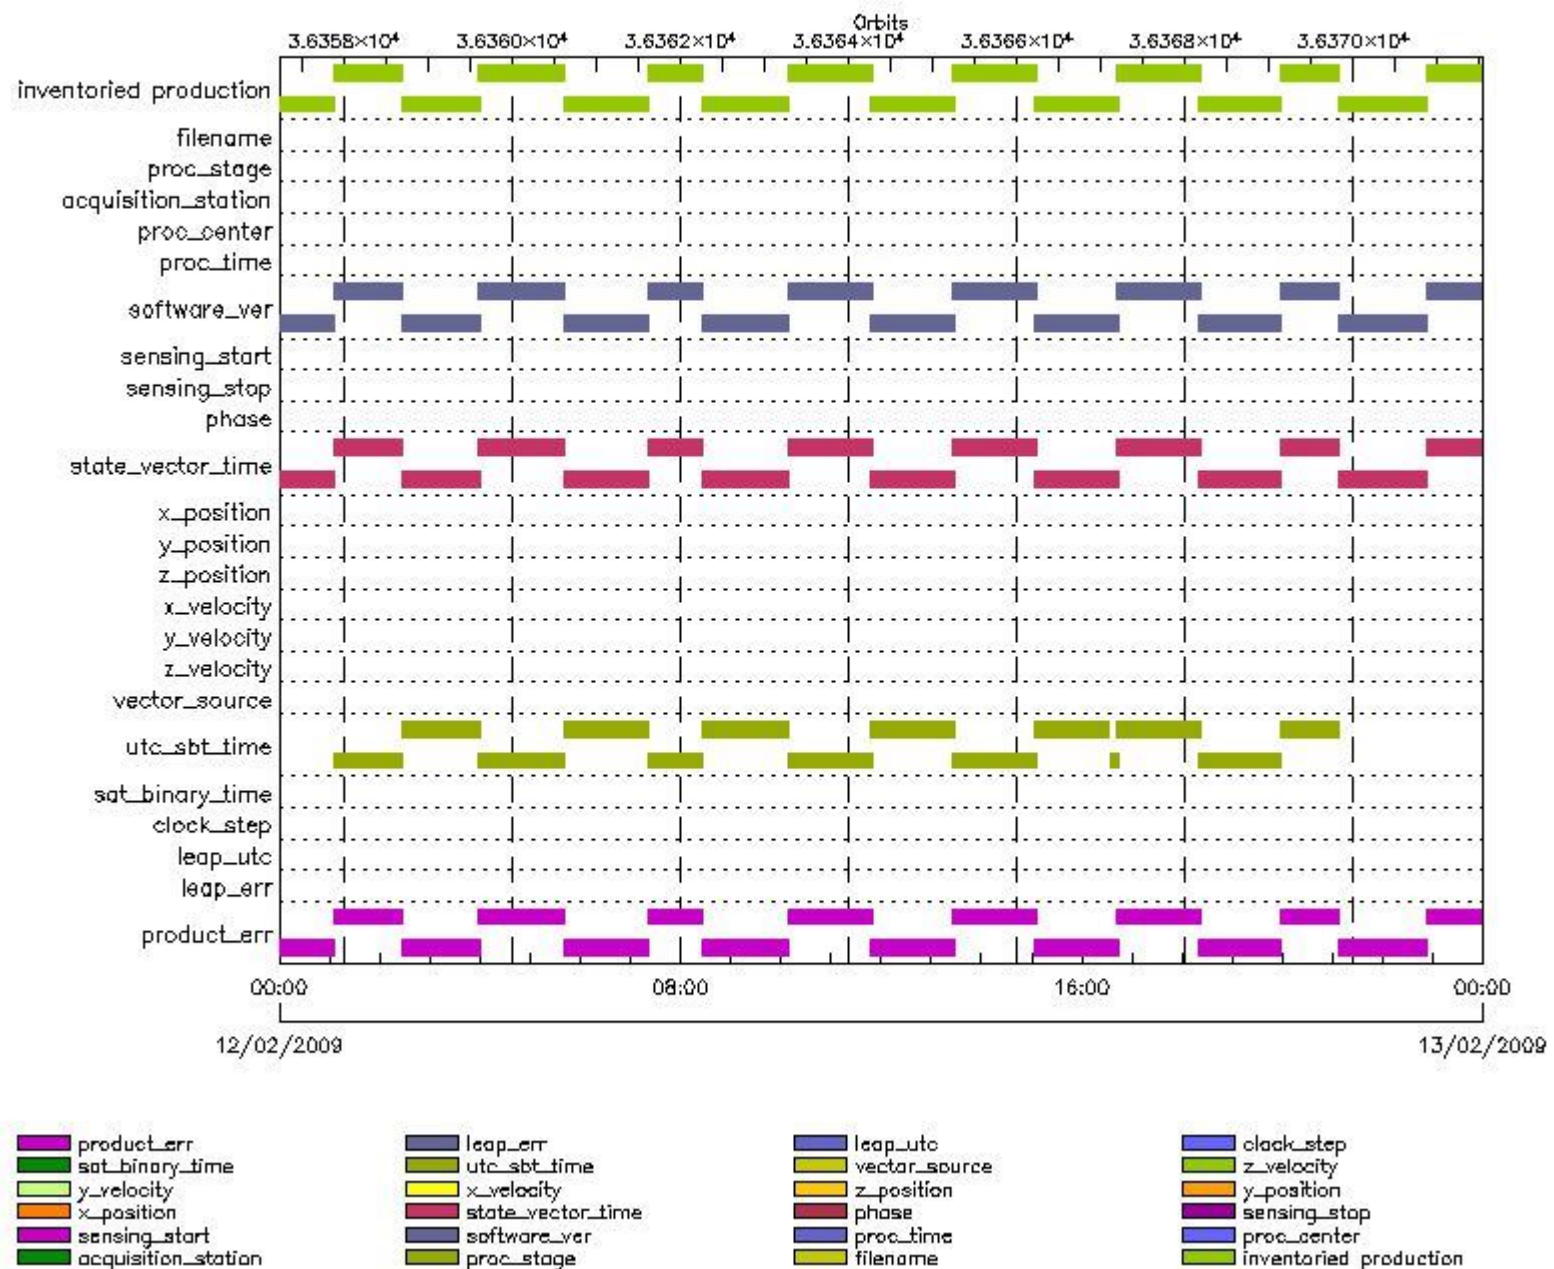 Orbits
3.6358×10⁴ 3.6360×10⁴ 3.6362×10⁴ 3.6364×10⁴ 3.6366×10⁴ 3.6368×10⁴ 3.6370×10⁴
inventoried production
filename
proc_stage
acquisition_station
proc_center
proc_time
software_ver
sensing_start
sensing_stop
phase
state_vector_time
x_position
y_position
z_position
x_velocity
y_velocity
z_velocity
vector_source
utc_sbt_time
sat_binary_time
clock_step
leap_utc
leap_err
product_err
00:00 08:00 16:00 00:00
12/02/2009 13/02/2009
product_err leap_err leap_utc clock_step
sat_binary_time utc_sbt_time vector_source z_velocity
y_velocity x_velocity z_position y_position
x_position state_vector_time phase sensing_stop
sensing_start software_ver proc_time proc_center
acquisition_station proc_stage filename inventoried production